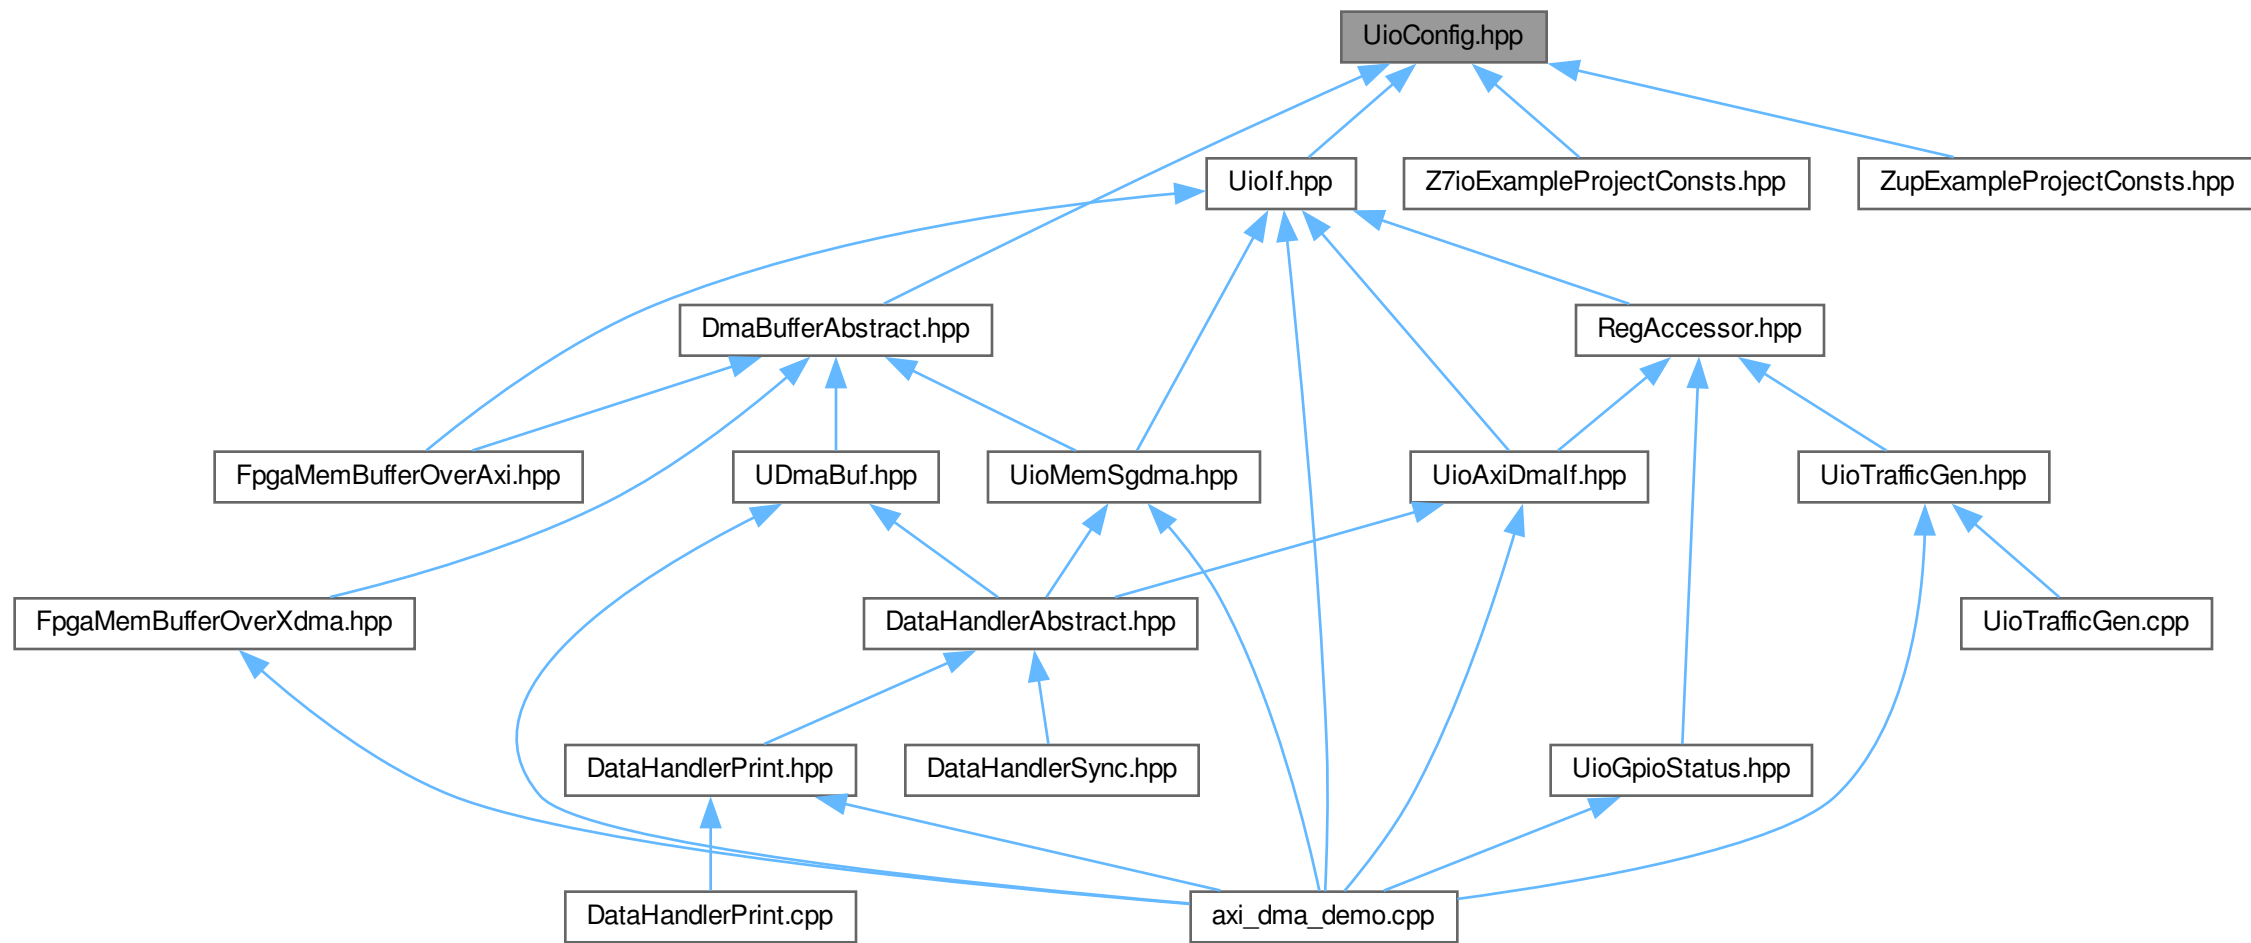 UioConfig.hpp
UioIf.hpp
Z7ioExampleProjectConsts.hpp
ZupExampleProjectConsts.hpp
DmaBufferAbstract.hpp
RegAccessor.hpp
FpgaMemBufferOverAxi.hpp
UDmaBuf.hpp
UioMemSgdma.hpp
UioAxiDmaIf.hpp
UioTrafficGen.hpp
FpgaMemBufferOverXdma.hpp
DataHandlerAbstract.hpp
UioTrafficGen.cpp
DataHandlerPrint.hpp
DataHandlerSync.hpp
UioGpioStatus.hpp
DataHandlerPrint.cpp
axi_dma_demo.cpp